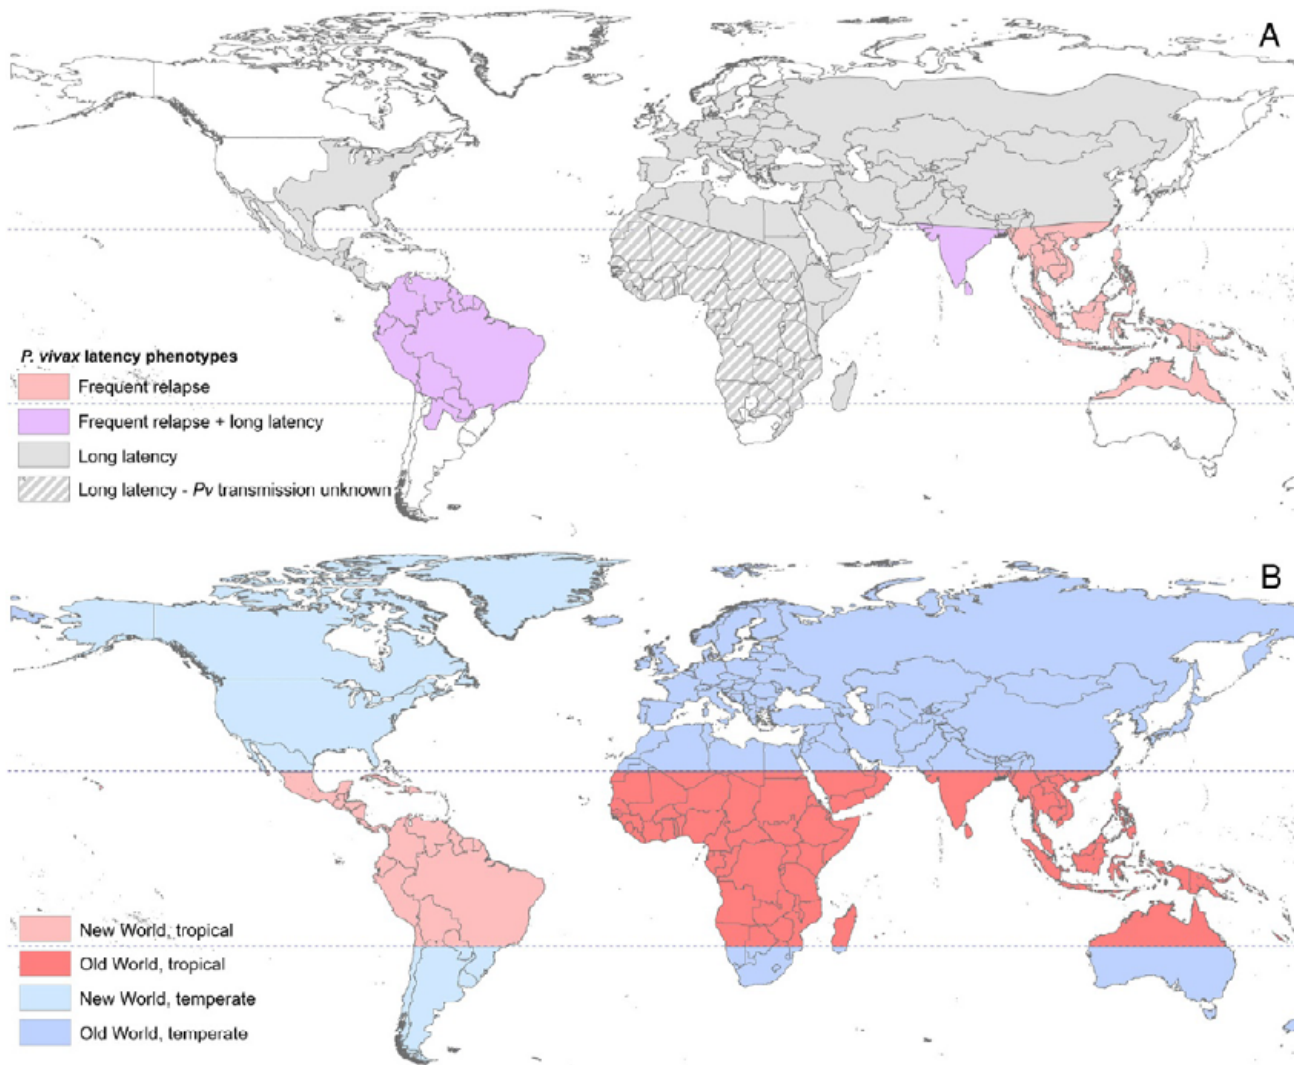 A
P. vivax latency phenotypes
Frequent relapse
Frequent relapse + long latency
Long latency
Long latency - Pv transmission unknown
B
New World, tropical
Old World, tropical
New World, temperate
Old World, temperate